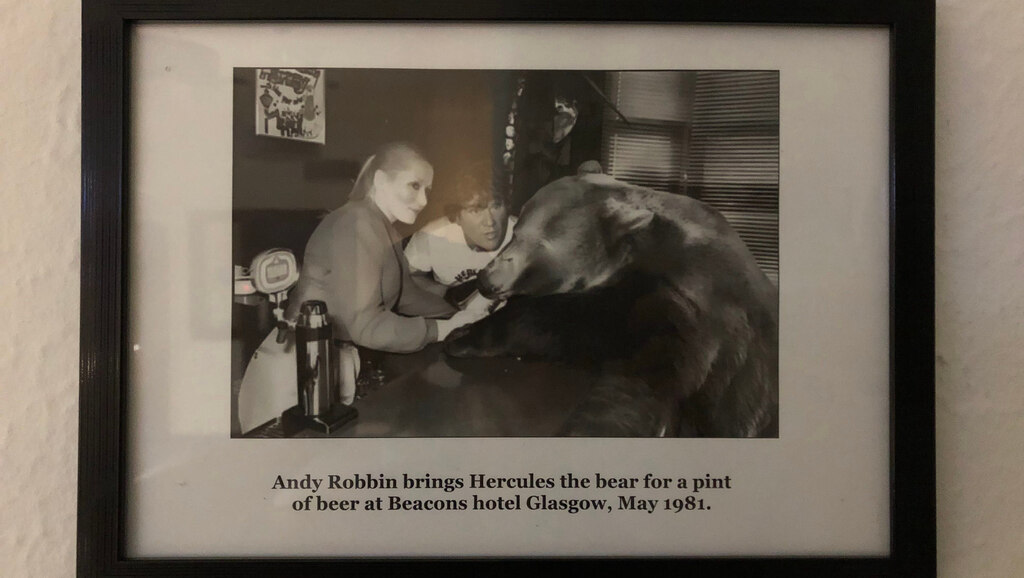 Andy Robbin brings Hercules the bear for a pint
of beer at Beacons hotel Glasgow, May 1981.